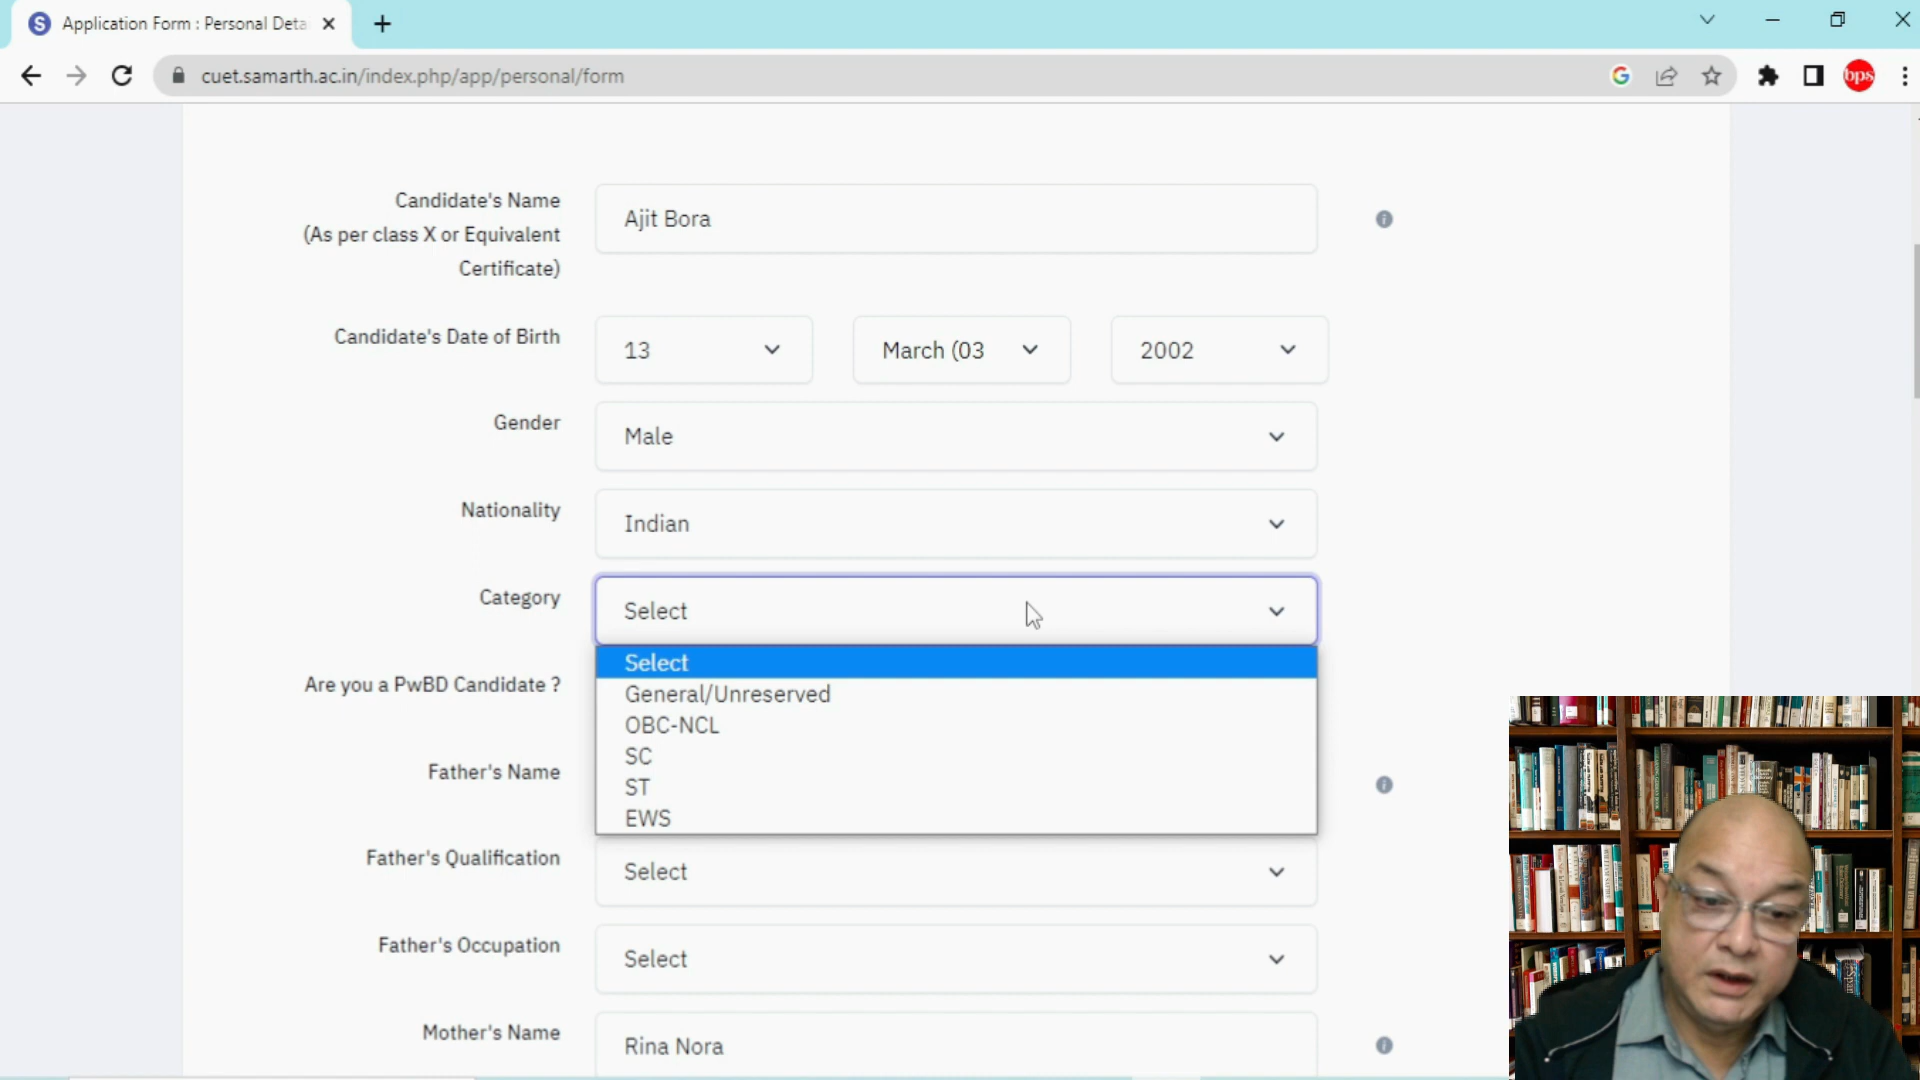 S Application Form : Personal Deta
cuet.samarth.ac.in/index.php/app/personal/form
bps
Candidate's Name
(As per class X or Equivalent
Certificate)
Ajit Bora
Candidate's Date of Birth
13
March (03
2002
Gender
Male
Nationality
Indian
Category
Select
Select
General/Unreserved
OBC-NCL
SC
ST
EWS
Are you a PwBD Candidate ?
Father's Name
Father's Qualification
Select
Father's Occupation
Select
Mother's Name
Rina Nora